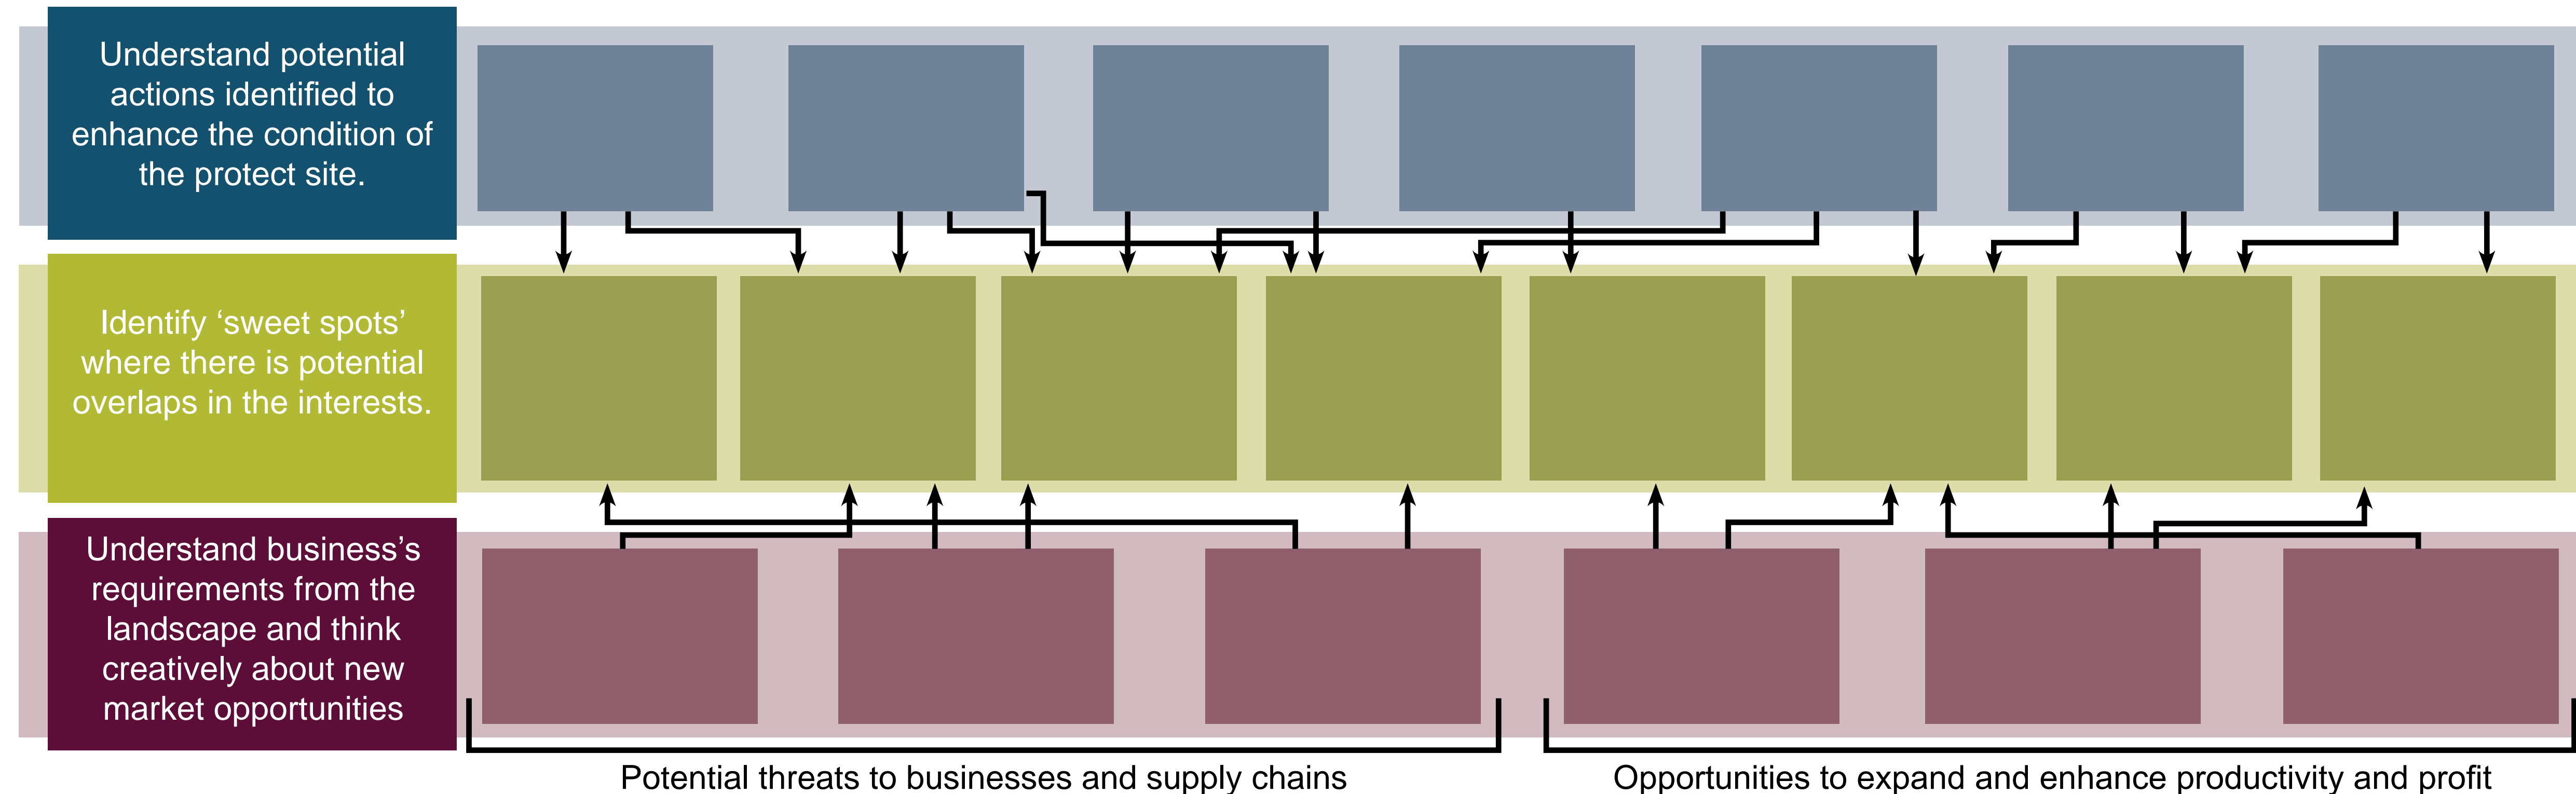 Understand potential
actions identified to
enhance the condition of
the protect site.
Identify ‘sweet spots’
where there is potential
overlaps in the interests.
Understand business’s
requirements from the
landscape and think
creatively about new
market opportunities
Potential threats to businesses and supply chains
Opportunities to expand and enhance productivity and profit